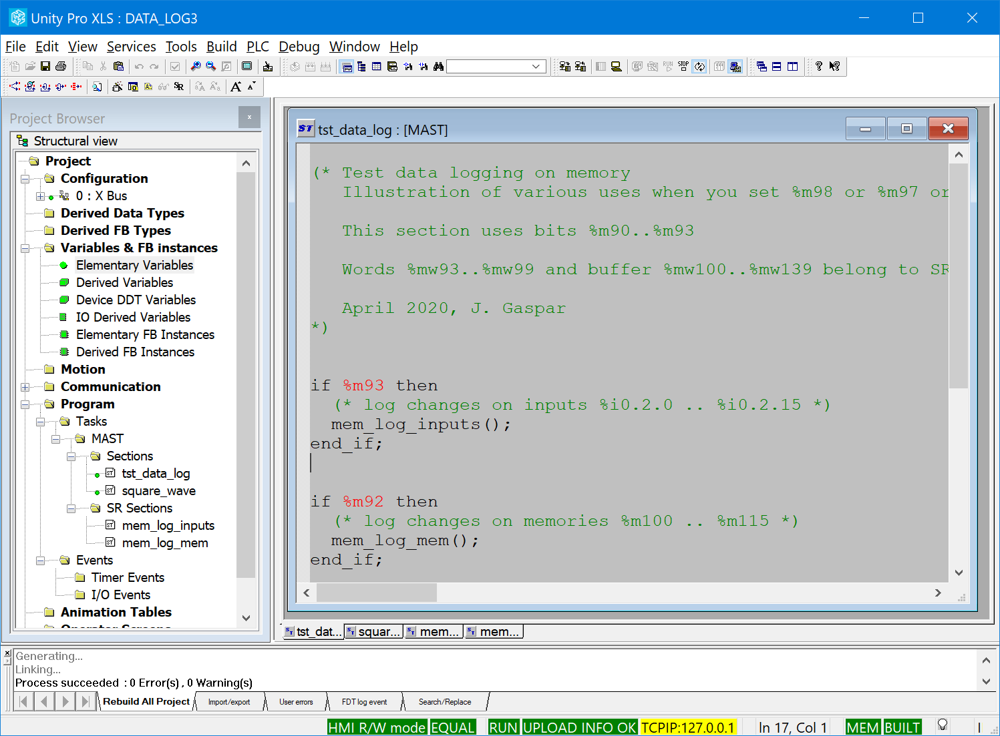 Unity Pro XLS : DATA_LOG3
File Edit View Services Tools Build PLC Debug Window Help
Project Browser
Structural view
Project
Configuration
0 : X Bus
Derived Data Types
Derived FB Types
Variables & FB instances
Elementary Variables
Derived Variables
Device DDT Variables
IO Derived Variables
Elementary FB Instances
Derived FB Instances
Motion
Communication
Program
Tasks
MAST
Sections
tst_data_log
square_wave
SR Sections
mem_log_inputs
mem_log_mem
Events
Timer Events
I/O Events
Animation Tables
ST tst_data_log : [MAST]
(* Test data logging on memory
Illustration of various uses when you set %m98 or %m97 or
This section uses bits %m90..%m93
Words %mw93..%mw99 and buffer %mw100..%mw139 belong to SR
April 2020, J. Gaspar
*)
if %m93 then
(* log changes on inputs %i0.2.0 .. %i0.2.15 *)
mem_log_inputs();
end_if;
if %m92 then
(* log changes on memories %m100 .. %m115 *)
mem_log_mem();
end_if;
tst_dat... squar... mem... mem...
Generating...
Linking...
Process succeeded : 0 Error(s) , 0 Warning(s)
Rebuild All Project Import/export User errors FDT log event Search/Replace
HMI R/W mode EQUAL RUN UPLOAD INFO OK TCPIP:127.0.0.1 ln 17, Col 1 MEM BUILT